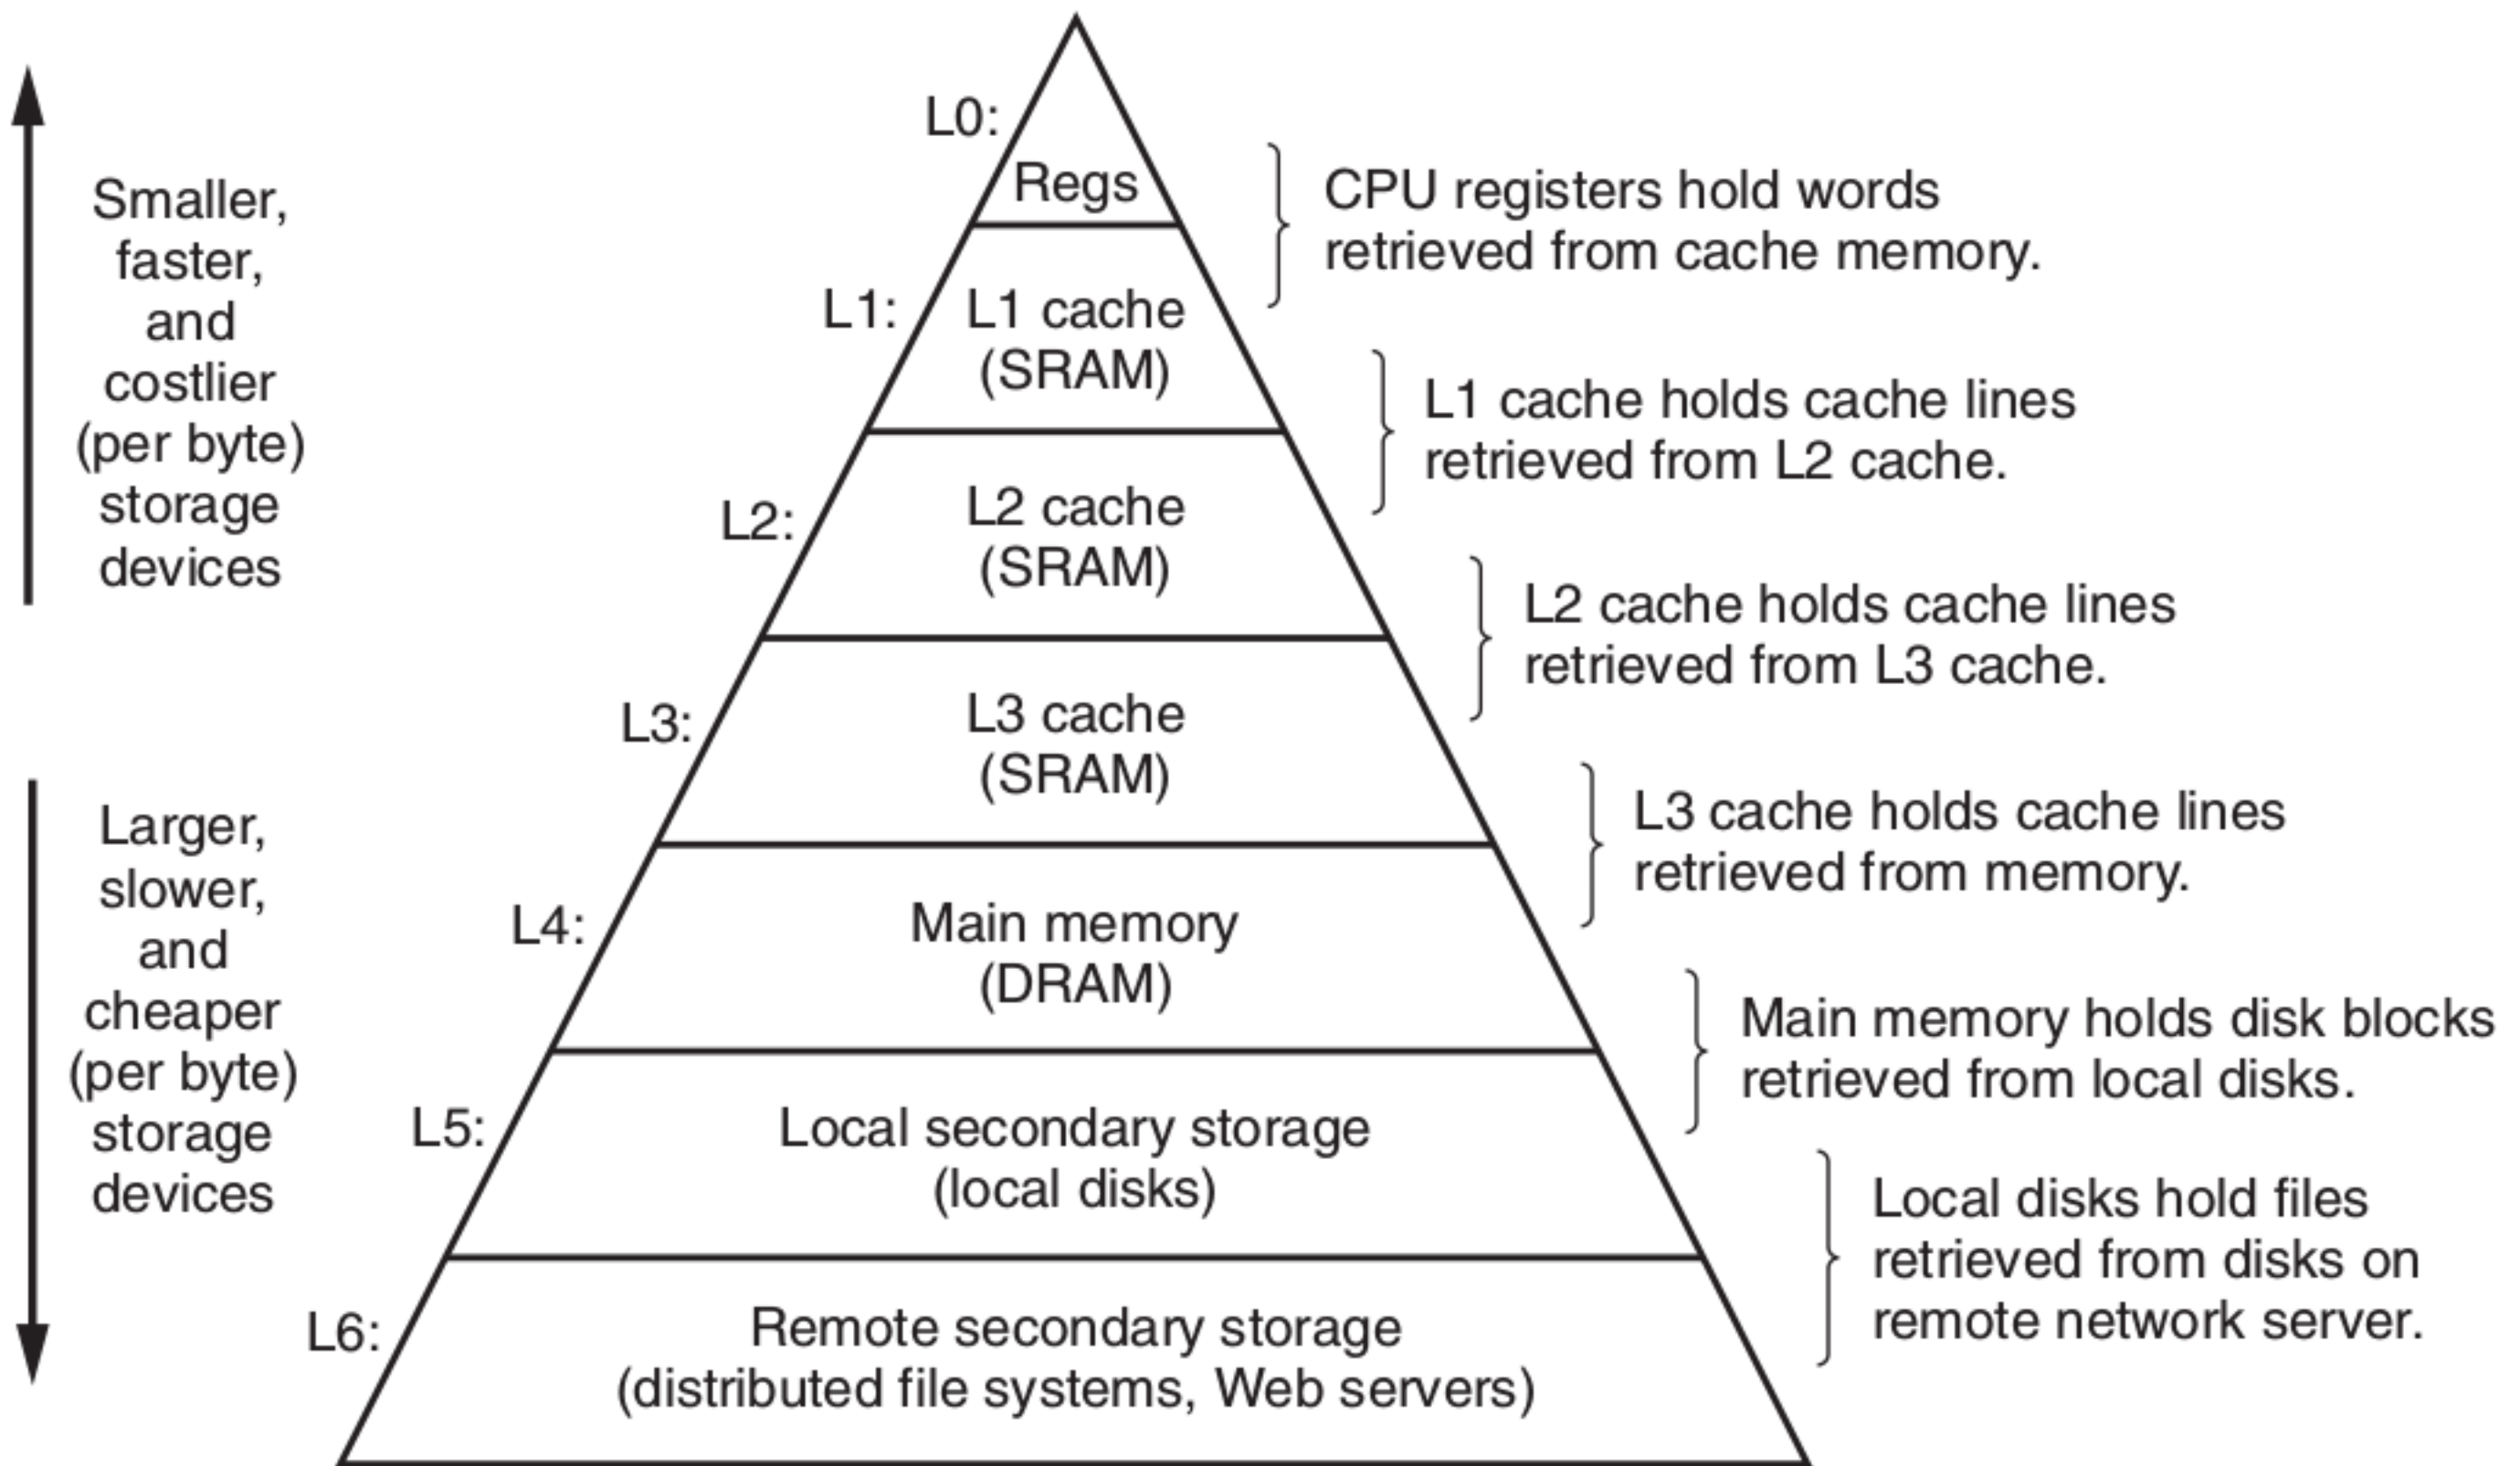 L0:
Regs
CPU registers hold words
retrieved from cache memory.
Smaller,
faster,
and
costlier
(per byte)
storage
devices
L1:
L1 cache
(SRAM)
L1 cache holds cache lines
retrieved from L2 cache.
L2:
L2 cache
(SRAM)
L2 cache holds cache lines
retrieved from L3 cache.
L3:
L3 cache
(SRAM)
L3 cache holds cache lines
retrieved from memory.
Larger,
slower,
and
cheaper
(per byte)
storage
devices
L4:
Main memory
(DRAM)
Main memory holds disk blocks
retrieved from local disks.
L5:
Local secondary storage
(local disks)
Local disks hold files
retrieved from disks on
remote network server.
L6:
Remote secondary storage
(distributed file systems, Web servers)